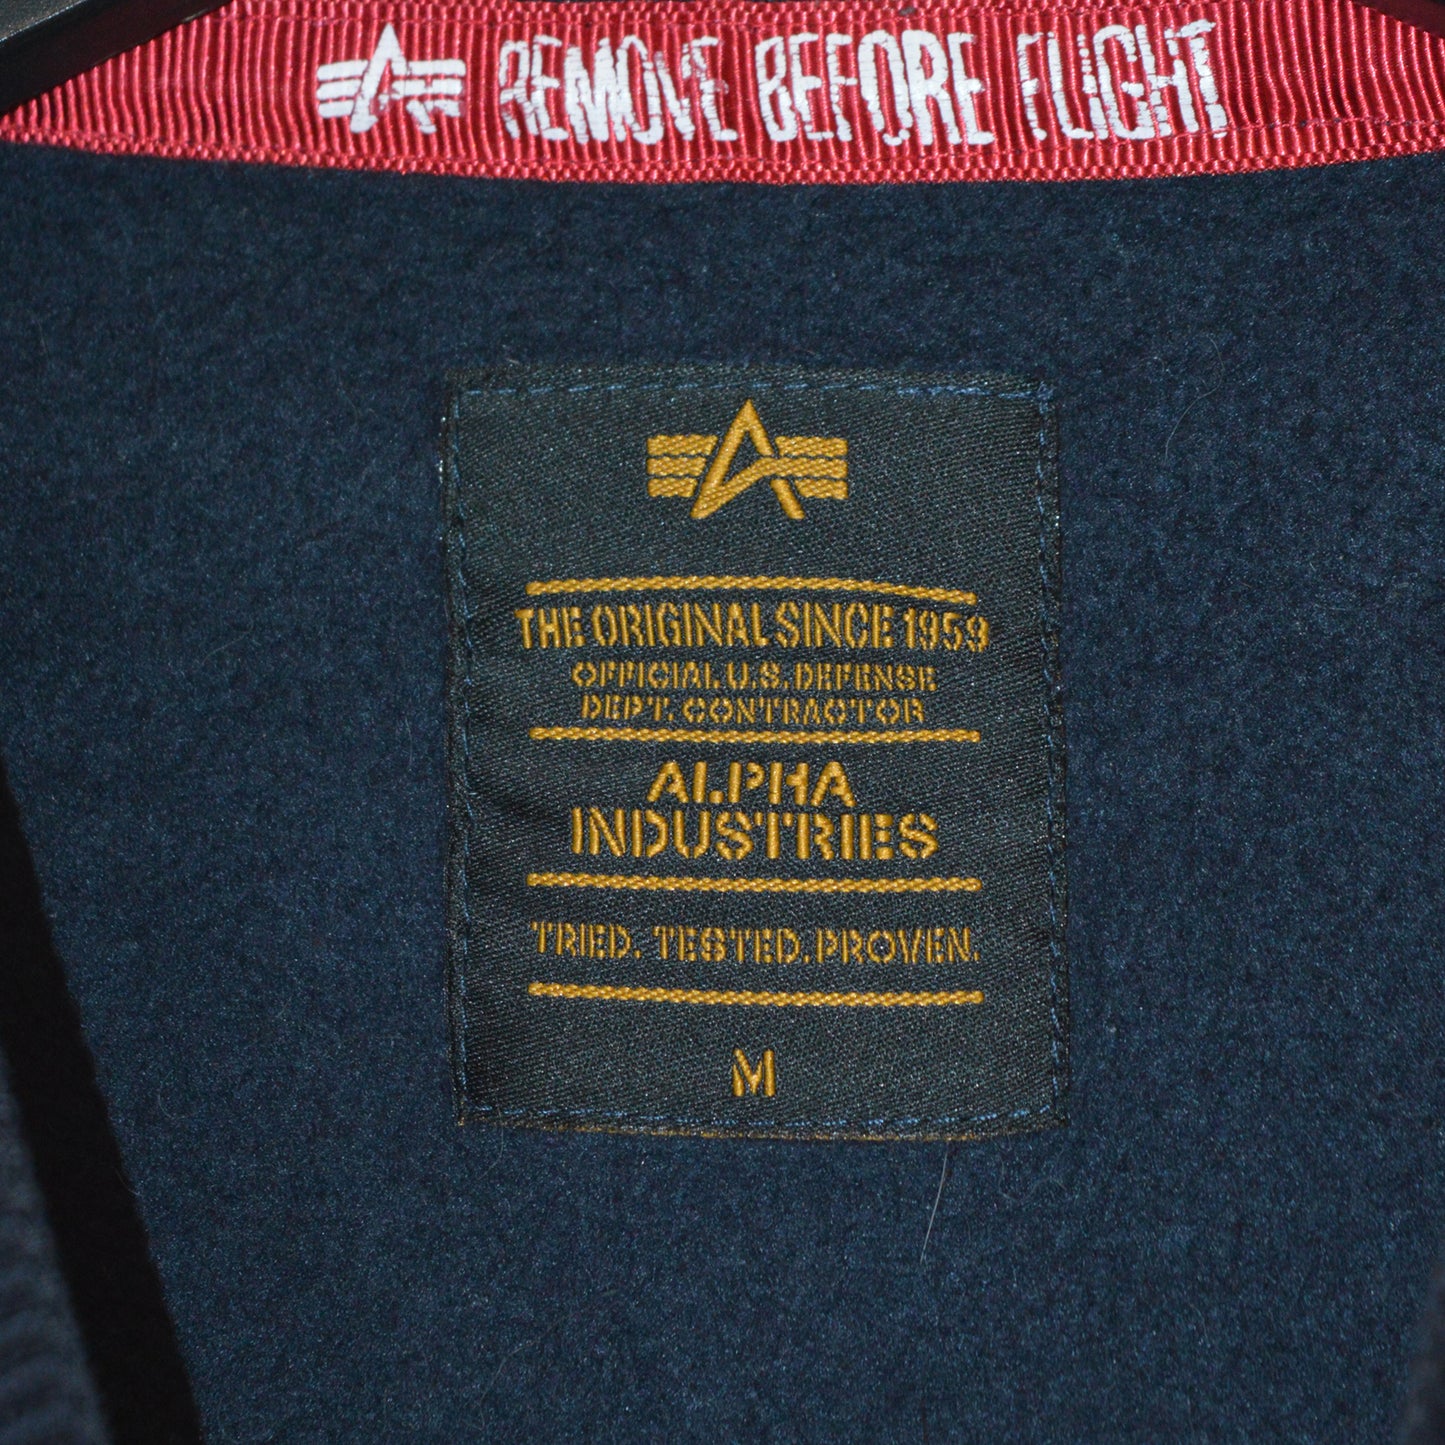 REMOVE BEFORE FLIGHT
THE ORIGINAL SINCE 1959
OFFICIAL U.S. DEFENSE
DEPT. CONTRACTOR
ALPHA
INDUSTRIES
TRIED. TESTED. PROVEN.
M